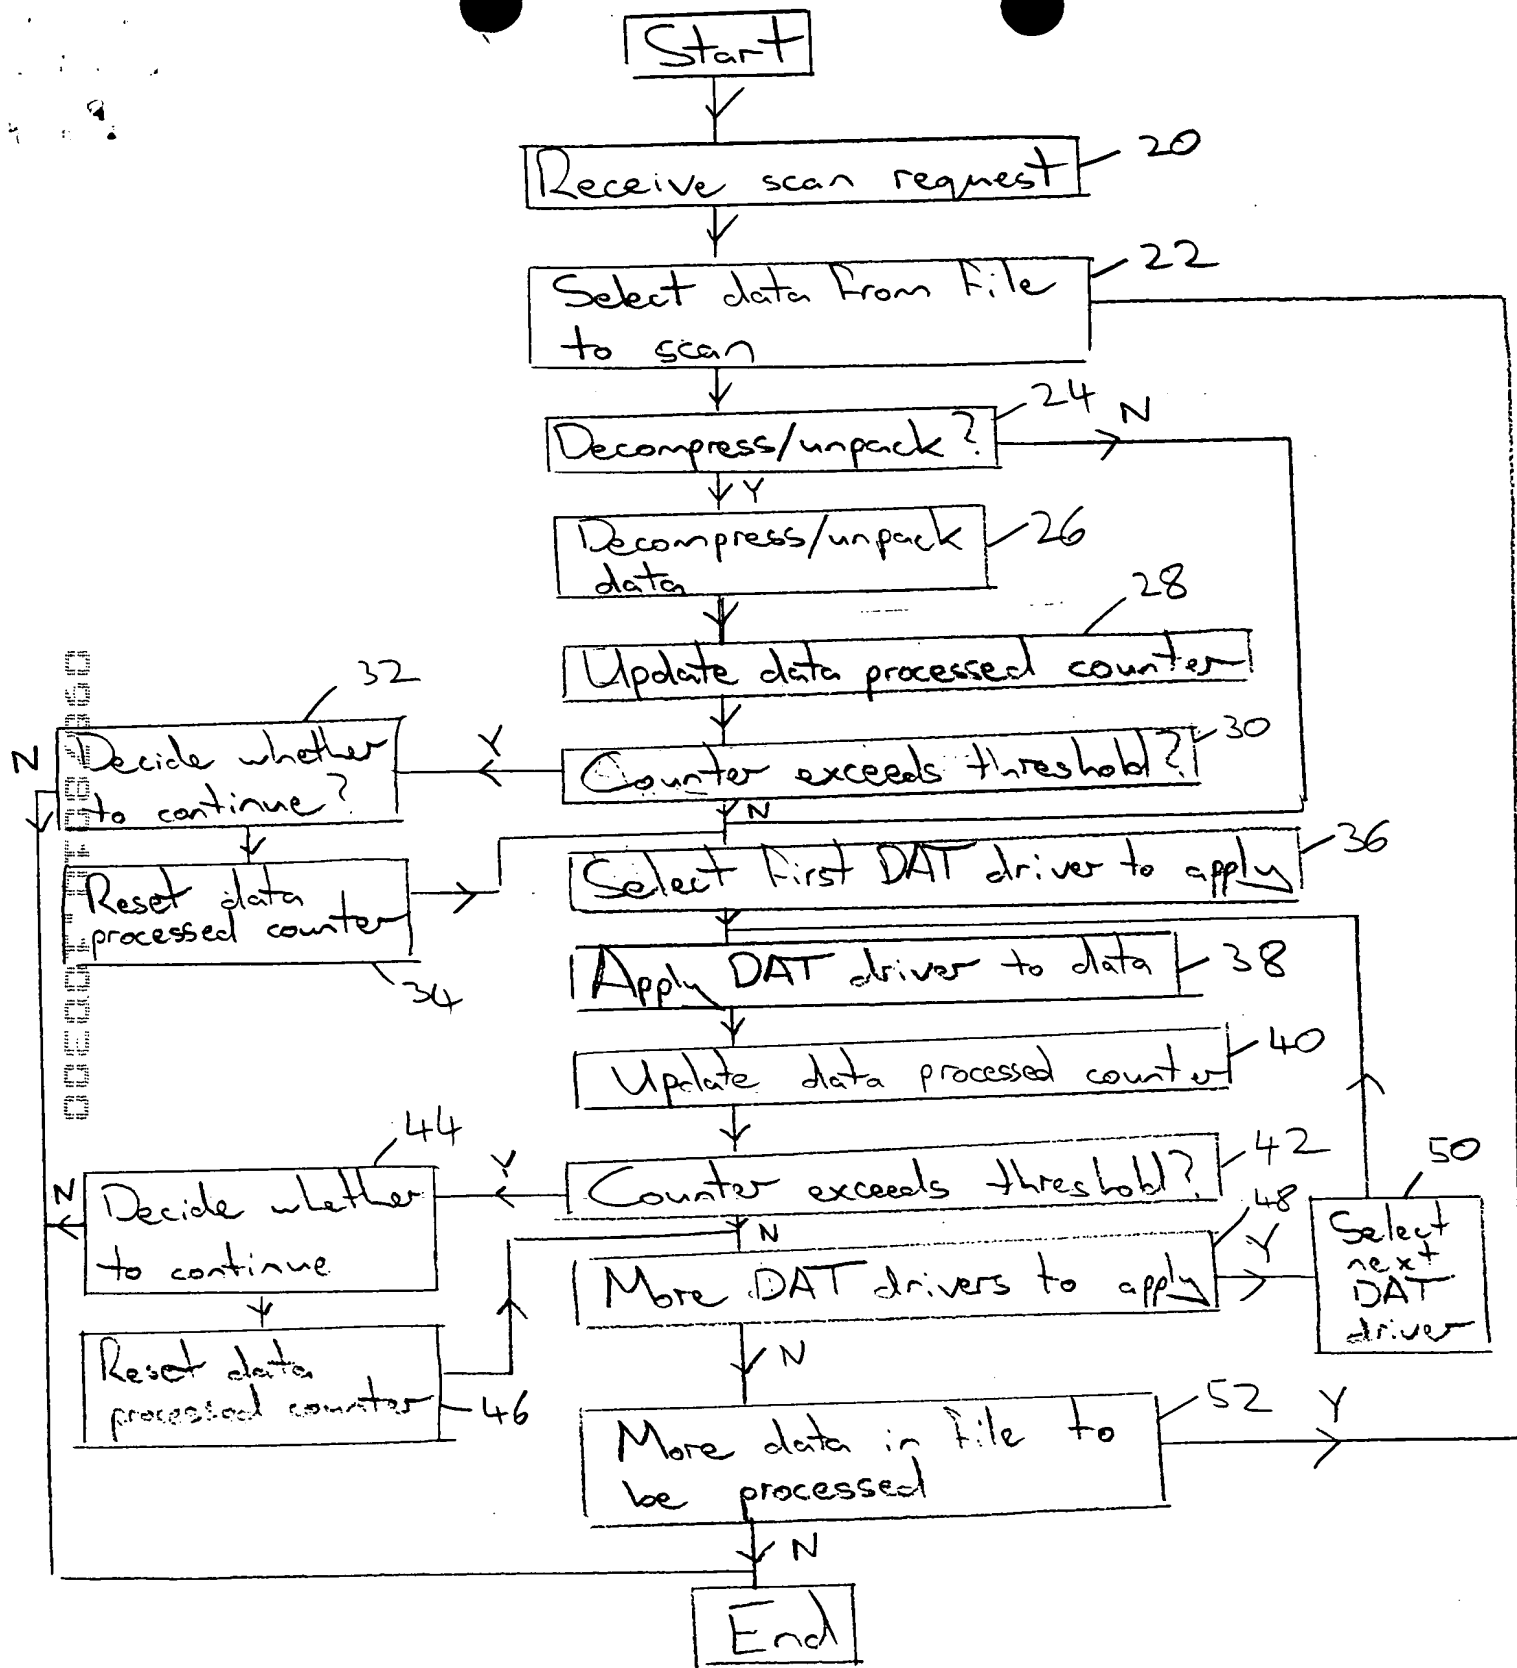 Start
Receive scan request
20
Select data from file
to scan
22
Decompress/unpack?
24
N
Y
Decompress/unpack
data
26
28
Update data processed counter
32
Decide whether
to continue?
N
Y
Counter exceeds threshold?
30
N
Reset data
processed counter
34
Select first DAT driver to apply
36
Apply DAT driver to data
38
Update data processed counter
40
44
Decide whether
to continue
N
Y
Counter exceeds threshold?
42
N
48
More DAT drivers to apply
Y
50
Select
next
DAT
driver
Reset data
processed counter
46
N
More data in file to
be processed
52
Y
N
End